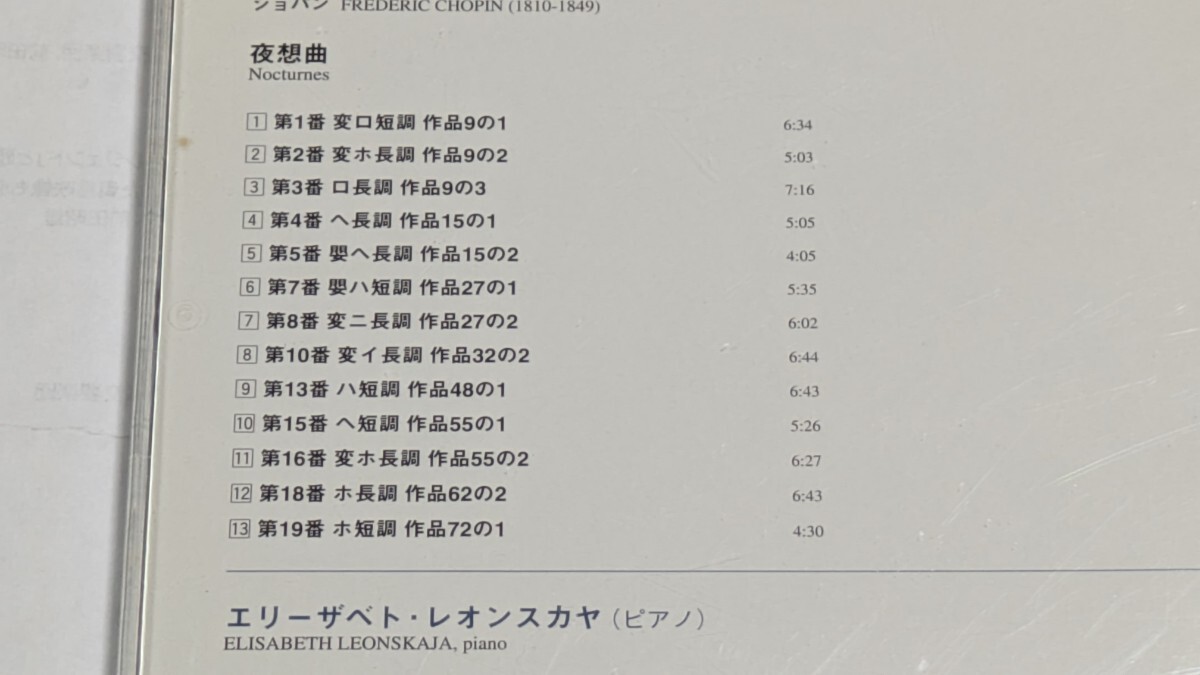 ショパン FREDERIC CHOPIN (1810-1849)
夜想曲
Nocturnes
1 第1番 変ロ短調 作品9の1 6:34
2 第2番 変ホ長調 作品9の2 5:03
3 第3番 ロ長調 作品9の3 7:16
4 第4番 ヘ長調 作品15の1 5:05
5 第5番 嬰ヘ長調 作品15の2 4:05
6 第7番 嬰ハ短調 作品27の1 5:35
7 第8番 変ニ長調 作品27の2 6:02
8 第10番 変イ長調 作品32の2 6:44
9 第13番 ハ短調 作品48の1 6:43
10 第15番 ヘ短調 作品55の1 5:26
11 第16番 変ホ長調 作品55の2 6:27
12 第18番 ホ長調 作品62の2 6:43
13 第19番 ホ短調 作品72の1 4:30
エリーザベト・レオンスカヤ（ピアノ）
ELISABETH LEONSKAJA, piano